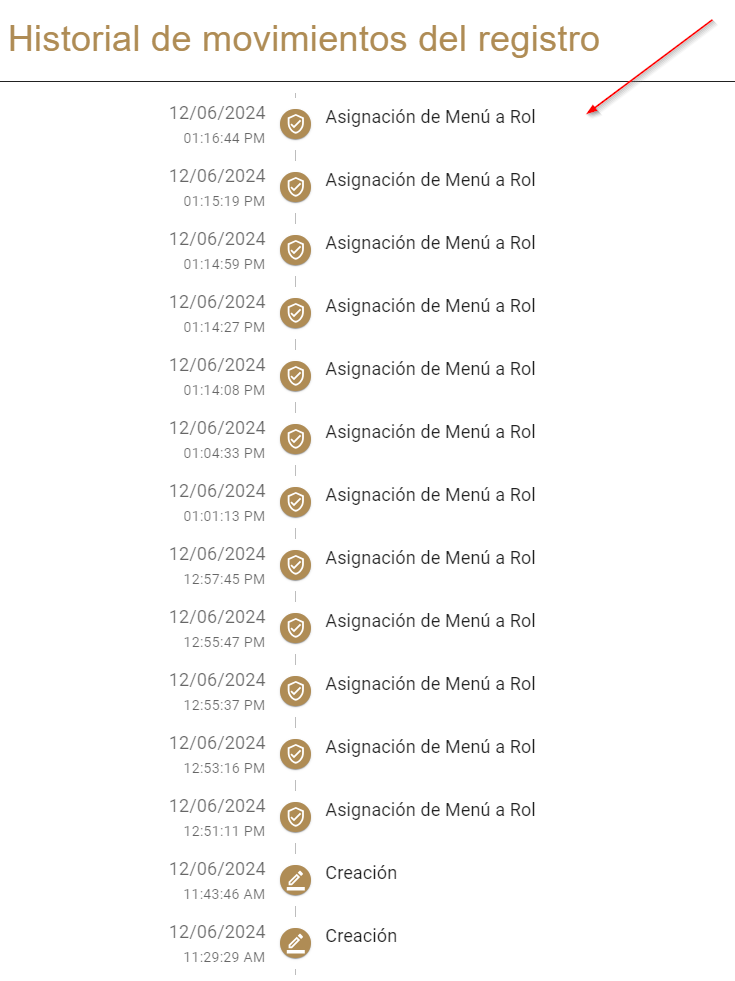 Historial de movimientos del registro
12/06/2024
Asignación de Menú a Rol
01:16:44 PM
12/06/2024
Asignación de Menú a Rol
01:15:19 PM
12/06/2024
Asignación de Menú a Rol
01:14:59 PM
12/06/2024
Asignación de Menú a Rol
01:14:27 PM
12/06/2024
Asignación de Menú a Rol
01:14:08 PM
12/06/2024
Asignación de Menú a Rol
01:04:33 PM
12/06/2024
Asignación de Menú a Rol
01:01:13 PM
12/06/2024
Asignación de Menú a Rol
12:57:45 PM
12/06/2024
Asignación de Menú a Rol
12:55:47 PM
12/06/2024
Asignación de Menú a Rol
12:55:37 PM
12/06/2024
Asignación de Menú a Rol
12:53:16 PM
12/06/2024
Asignación de Menú a Rol
12:51:11 PM
12/06/2024
Creación
11:43:46 AM
12/06/2024
Creación
11:29:29 AM